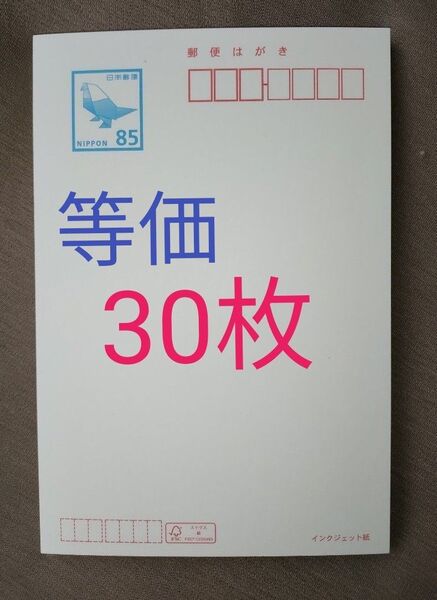 郵便はがき
日本郵便
NIPPON 85
等価
30枚
FSC
インクジェット紙